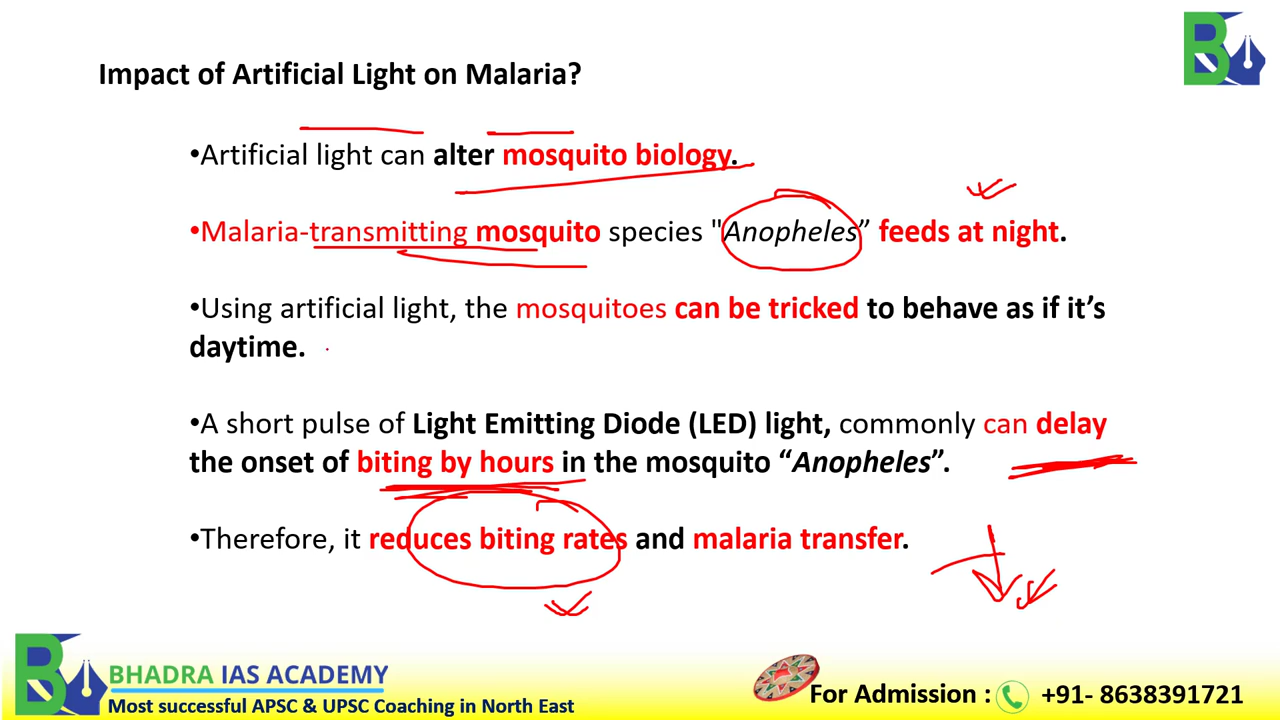 Impact of Artificial Light on Malaria?
•Artificial light can alter mosquito biology.
•Malaria-transmitting mosquito species "Anopheles” feeds at night.
•Using artificial light, the mosquitoes can be tricked to behave as if it’s
daytime.
•A short pulse of Light Emitting Diode (LED) light, commonly can delay
the onset of biting by hours in the mosquito “Anopheles”.
•Therefore, it reduces biting rates and malaria transfer.
BHADRA IAS ACADEMY
Most successful APSC & UPSC Coaching in North East
For Admission : +91- 8638391721